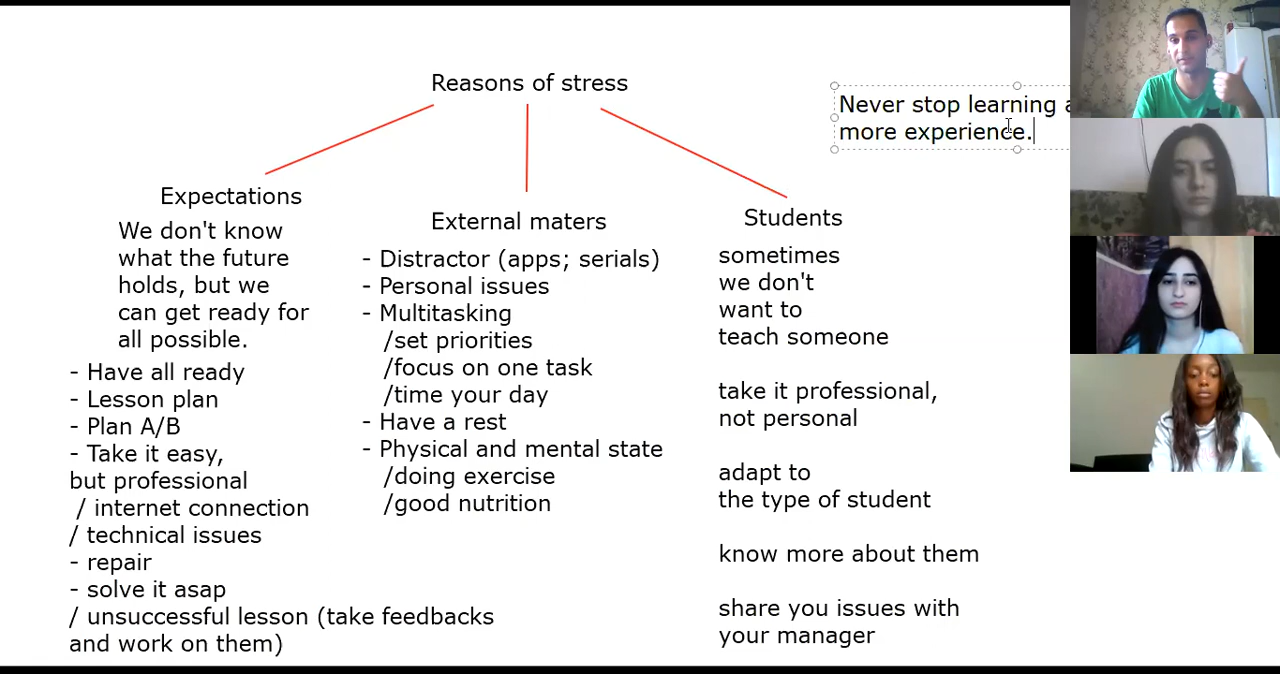 Reasons of stress
Never stop learning
more experience.
Expectations
We don't know
what the future
holds, but we
can get ready for
all possible.
- Have all ready
- Lesson plan
- Plan A/B
- Take it easy,
but professional
/ internet connection
/ technical issues
- repair
- solve it asap
/ unsuccessful lesson (take feedbacks
and work on them)
External maters
- Distractor (apps; serials)
- Personal issues
- Multitasking
/set priorities
/focus on one task
/time your day
- Have a rest
- Physical and mental state
/doing exercise
/good nutrition
Students
sometimes
we don't
want to
teach someone
take it professional,
not personal
adapt to
the type of student
know more about them
share you issues with
your manager